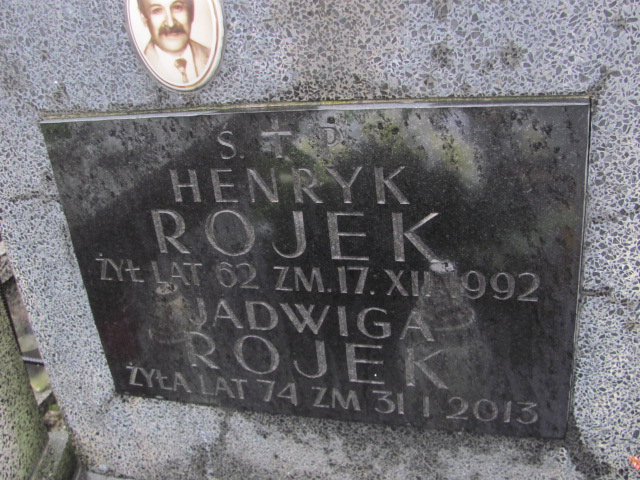 Ś. † P.
HENRYK
ROJEK
ŻYŁ LAT 62 ZM. 17. XII 1992
JADWIGA
ROJEK
ŻYŁA LAT 74 ZM 31 I 2013